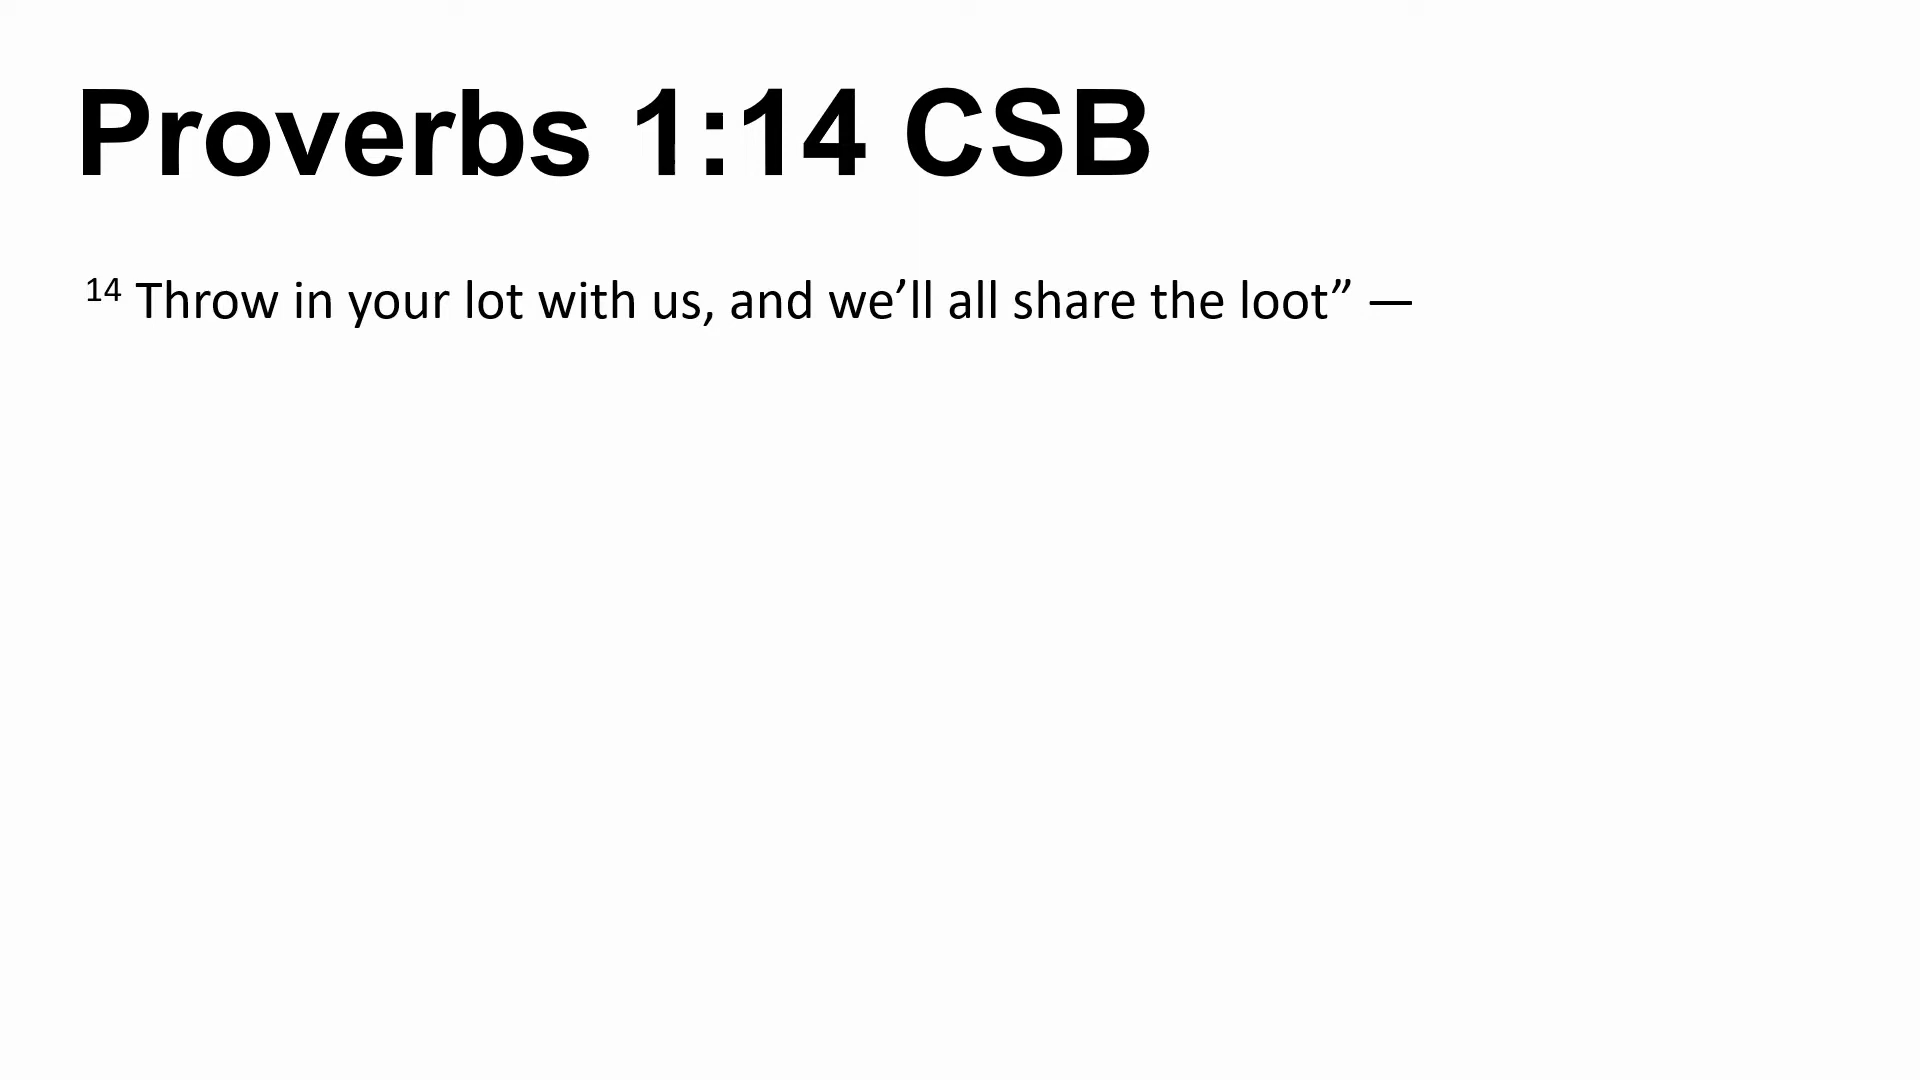 Proverbs 1:14 CSB
14 Throw in your lot with us, and we’ll all share the loot” —